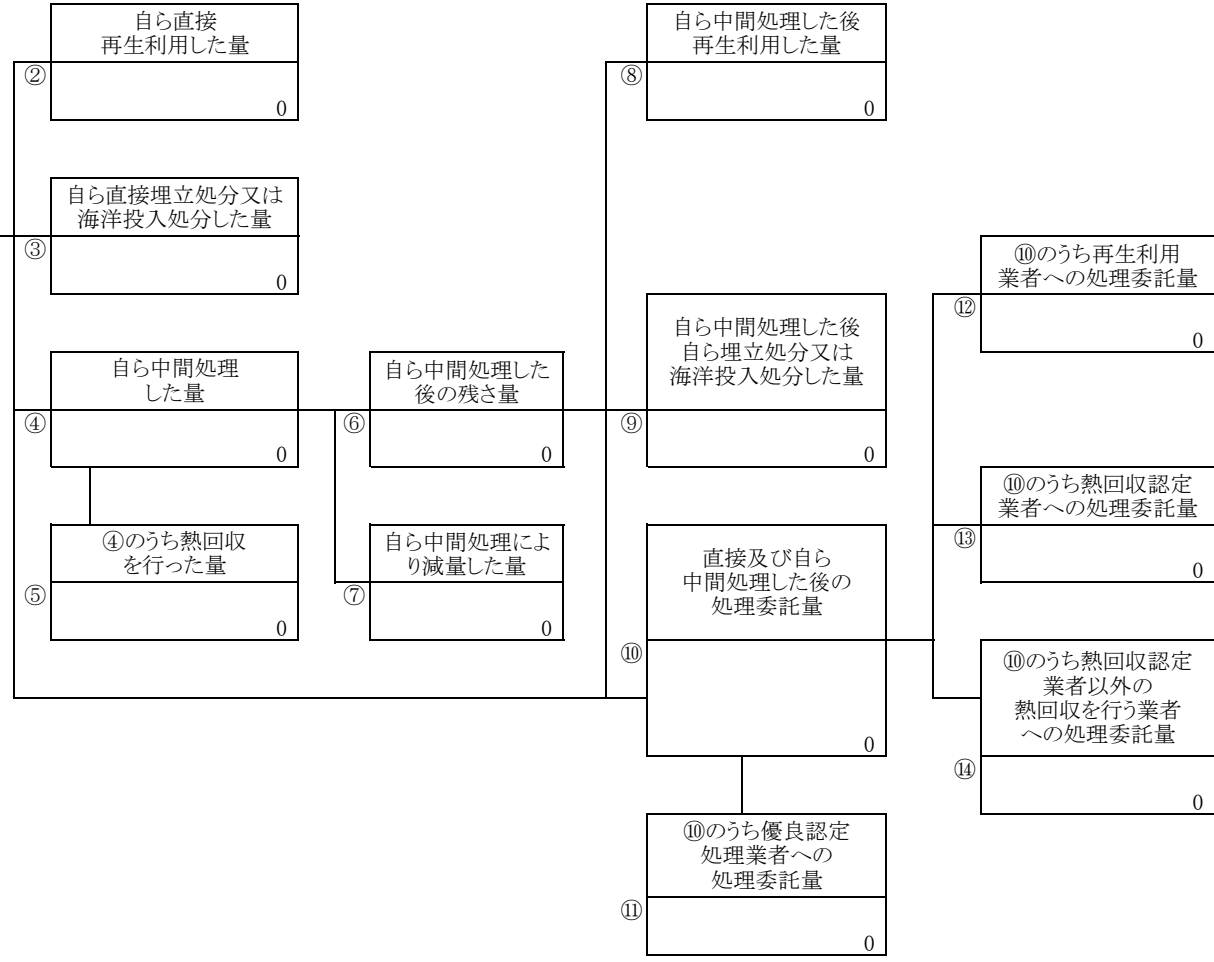 自ら直接
再生利用した量
②
0
自ら直接埋立処分又は
海洋投入処分した量
③
0
自ら中間処理
した量
④
0
④のうち熱回収
を行った量
⑤
0
自ら中間処理した
後の残さ量
⑥
0
自ら中間処理によ
り減量した量
⑦
0
自ら中間処理した後
再生利用した量
⑧
0
自ら中間処理した後
自ら埋立処分又は
海洋投入処分した量
⑨
0
直接及び自ら
中間処理した後の
処理委託量
⑩
0
⑩のうち優良認定
処理業者への
処理委託量
⑪
0
⑩のうち再生利用
業者への処理委託量
⑫
0
⑩のうち熱回収認定
業者への処理委託量
⑬
0
⑩のうち熱回収認定
業者以外の
熱回収を行う業者
への処理委託量
⑭
0